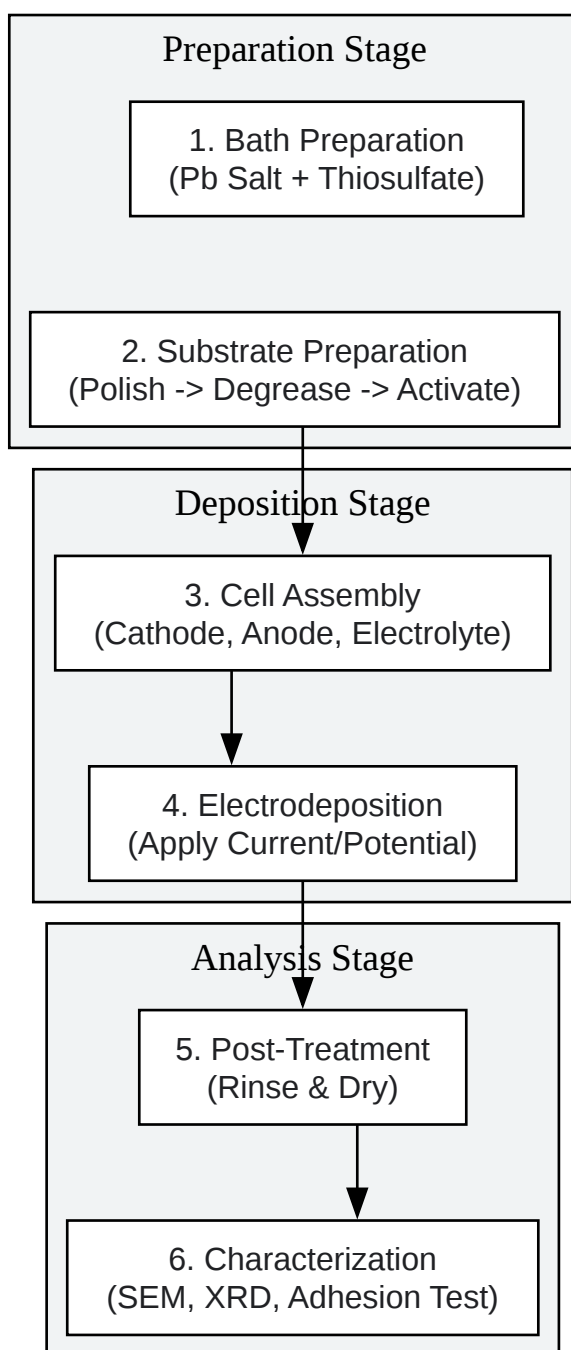 Preparation Stage
1. Bath Preparation
(Pb Salt + Thiosulfate)
2. Substrate Preparation
(Polish -> Degrease -> Activate)
Deposition Stage
3. Cell Assembly
(Cathode, Anode, Electrolyte)
4. Electrodeposition
(Apply Current/Potential)
Analysis Stage
5. Post-Treatment
(Rinse & Dry)
6. Characterization
(SEM, XRD, Adhesion Test)